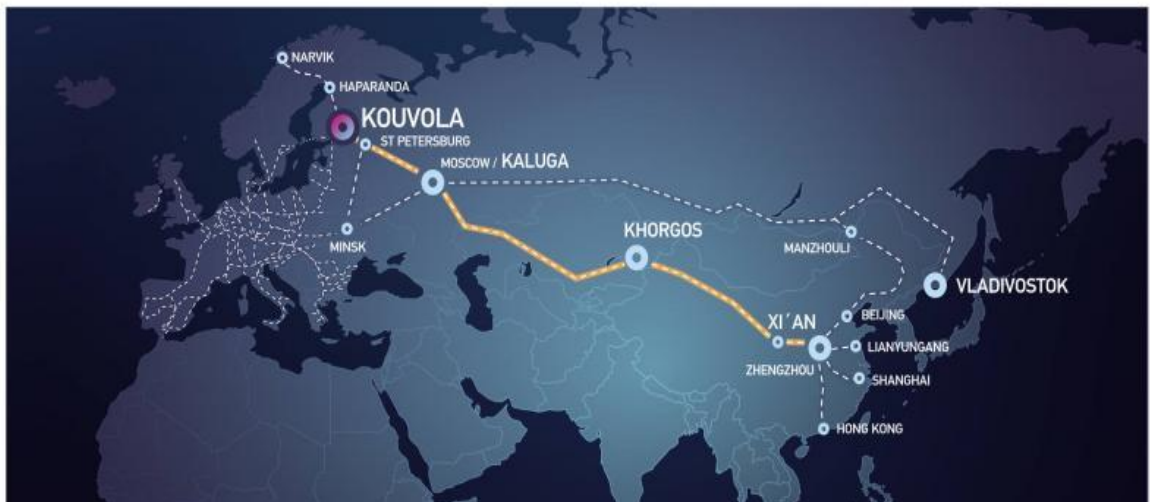 NARVIK
HAPARANDA
KOUVOLA
ST PETERSBURG
MOSCOW / KALUGA
MINSK
KHORGOS
MANZHOULI
VLADIVOSTOK
XI´AN
BEIJING
LIANYUNGANG
ZHENGZHOU
SHANGHAI
HONG KONG